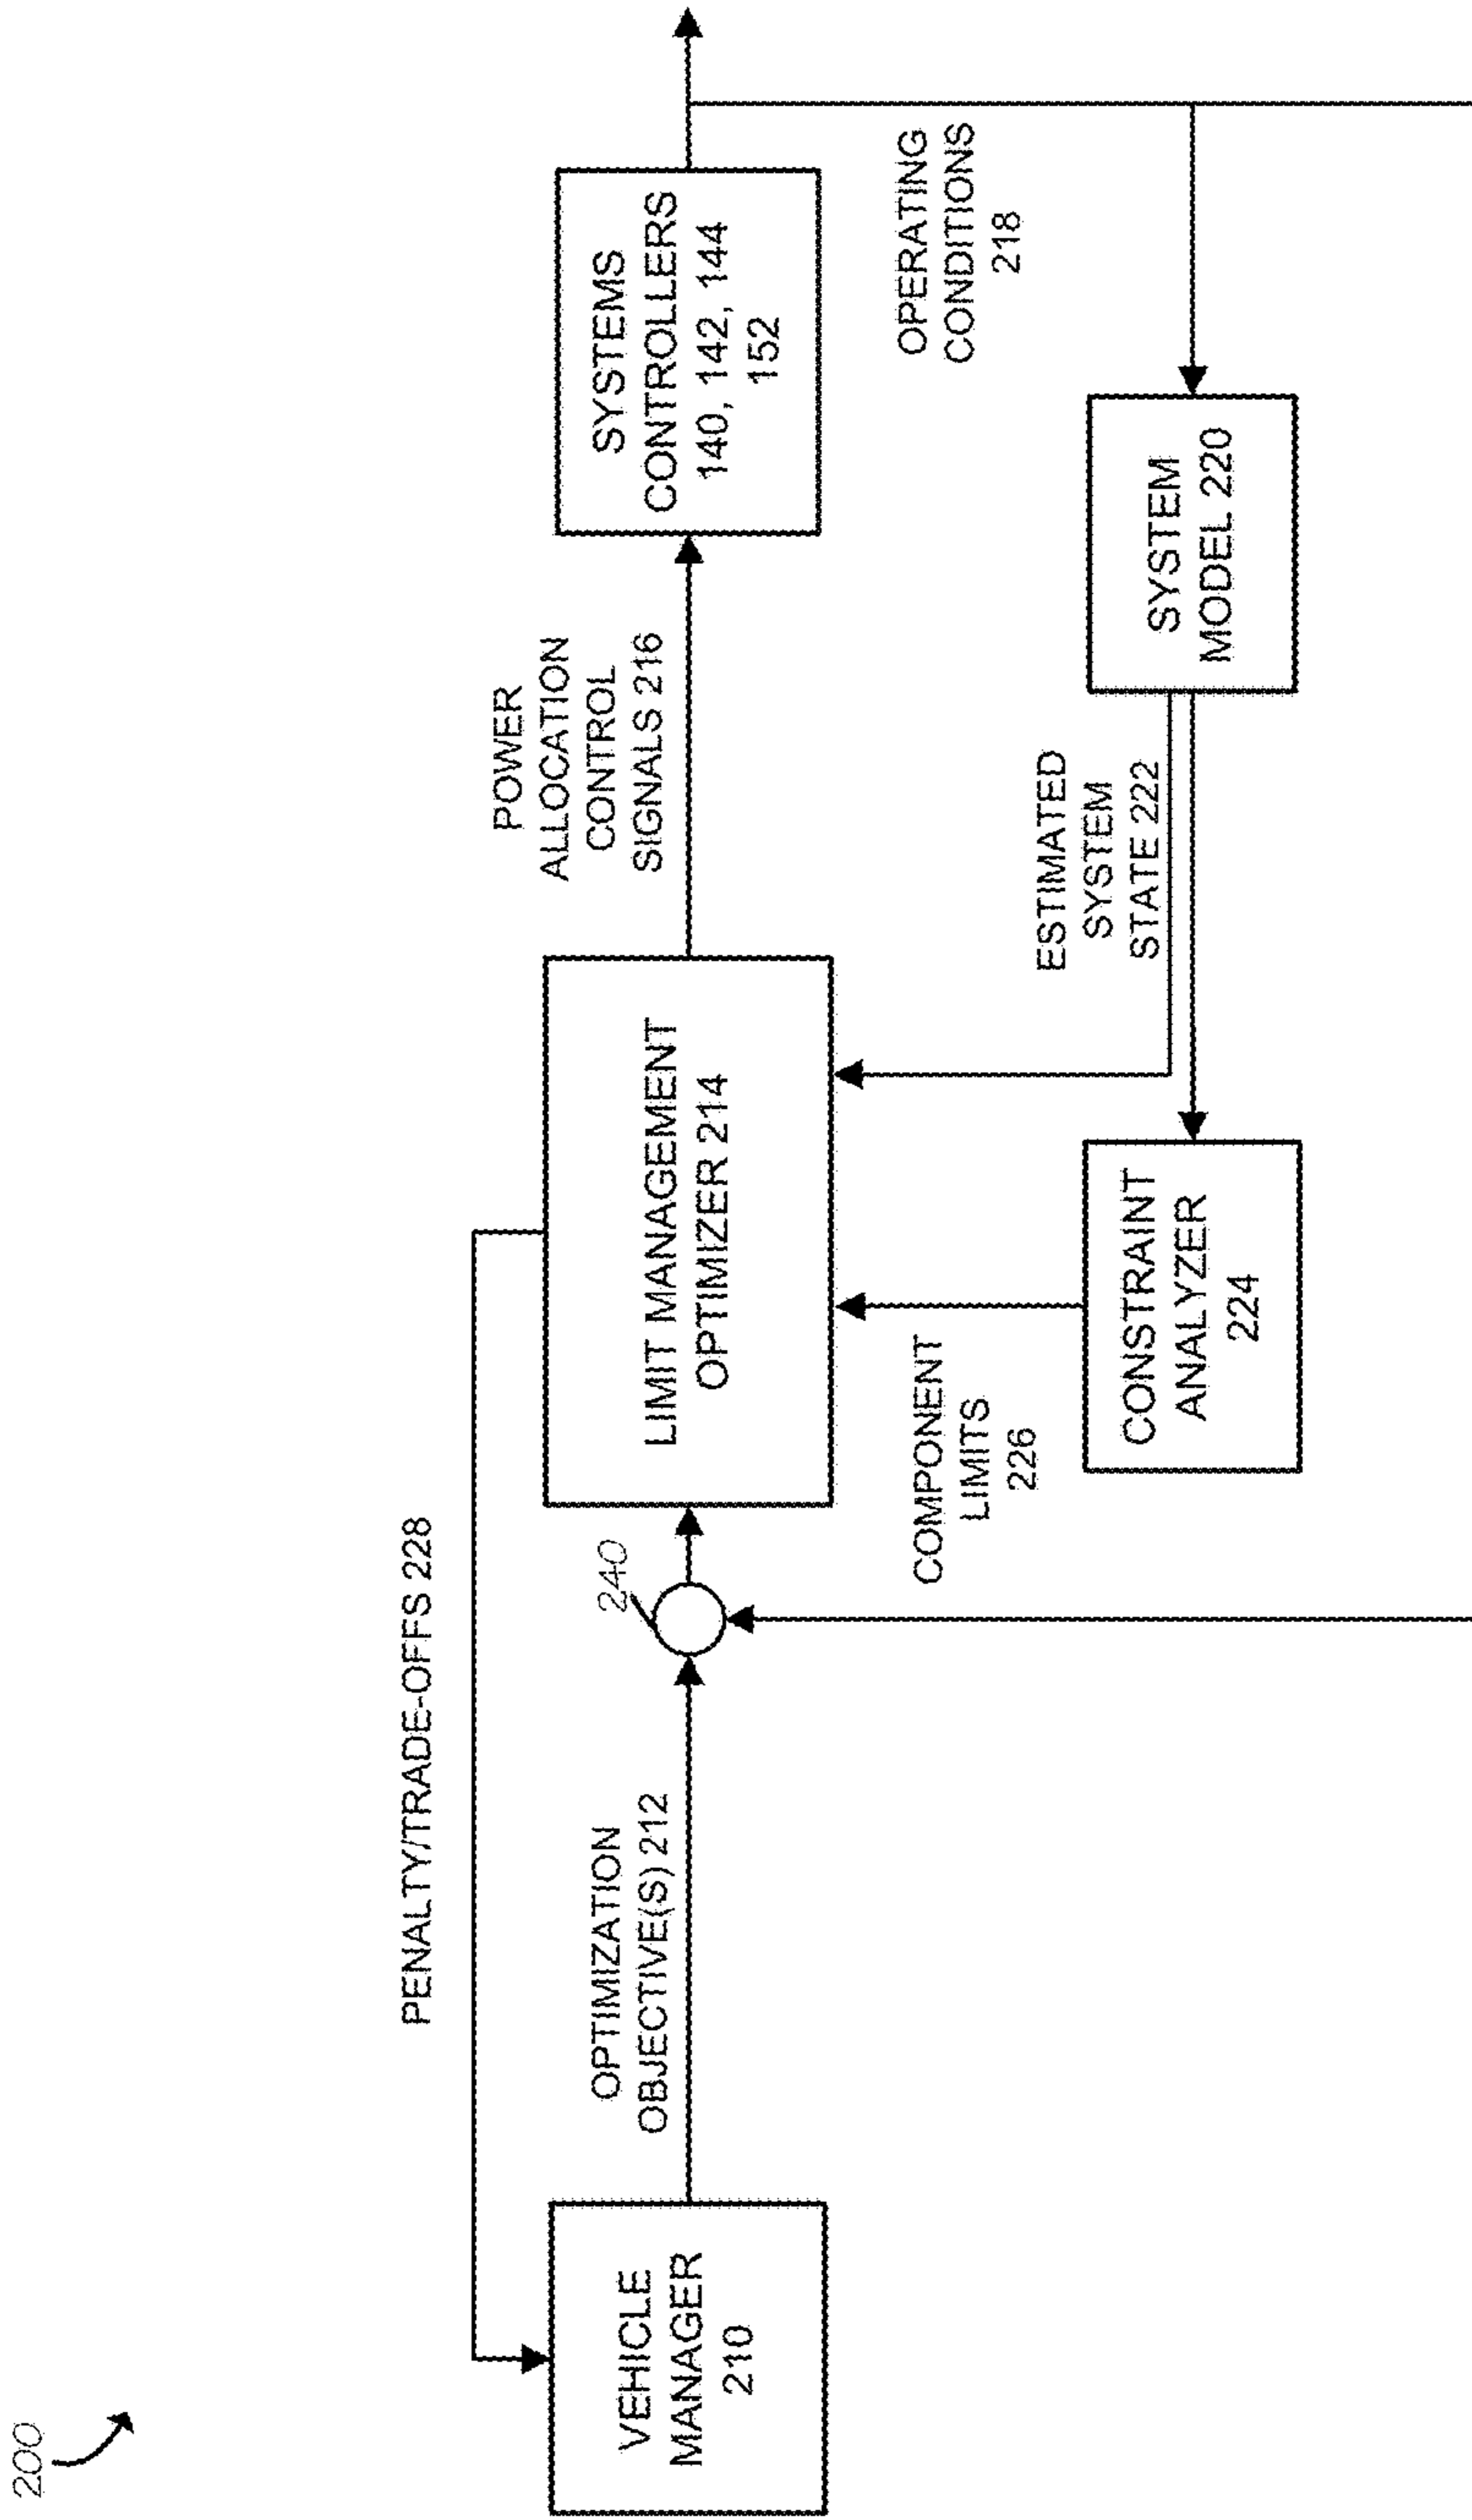 200
PENALTY/TRADE-OFFS 228
VEHICLE
MANAGER
210
OPTIMIZATION
OBJECTIVE(S) 212
240
LIMIT MANAGEMENT
OPTIMIZER 214
POWER
ALLOCATION
CONTROL
SIGNALS 216
SYSTEMS
CONTROLLERS
140, 142, 144
152
COMPONENT
LIMITS
226
ESTIMATED
SYSTEM
STATE 222
OPERATING
CONDITIONS
218
CONSTRAINT
ANALYZER
224
SYSTEM
MODEL 220